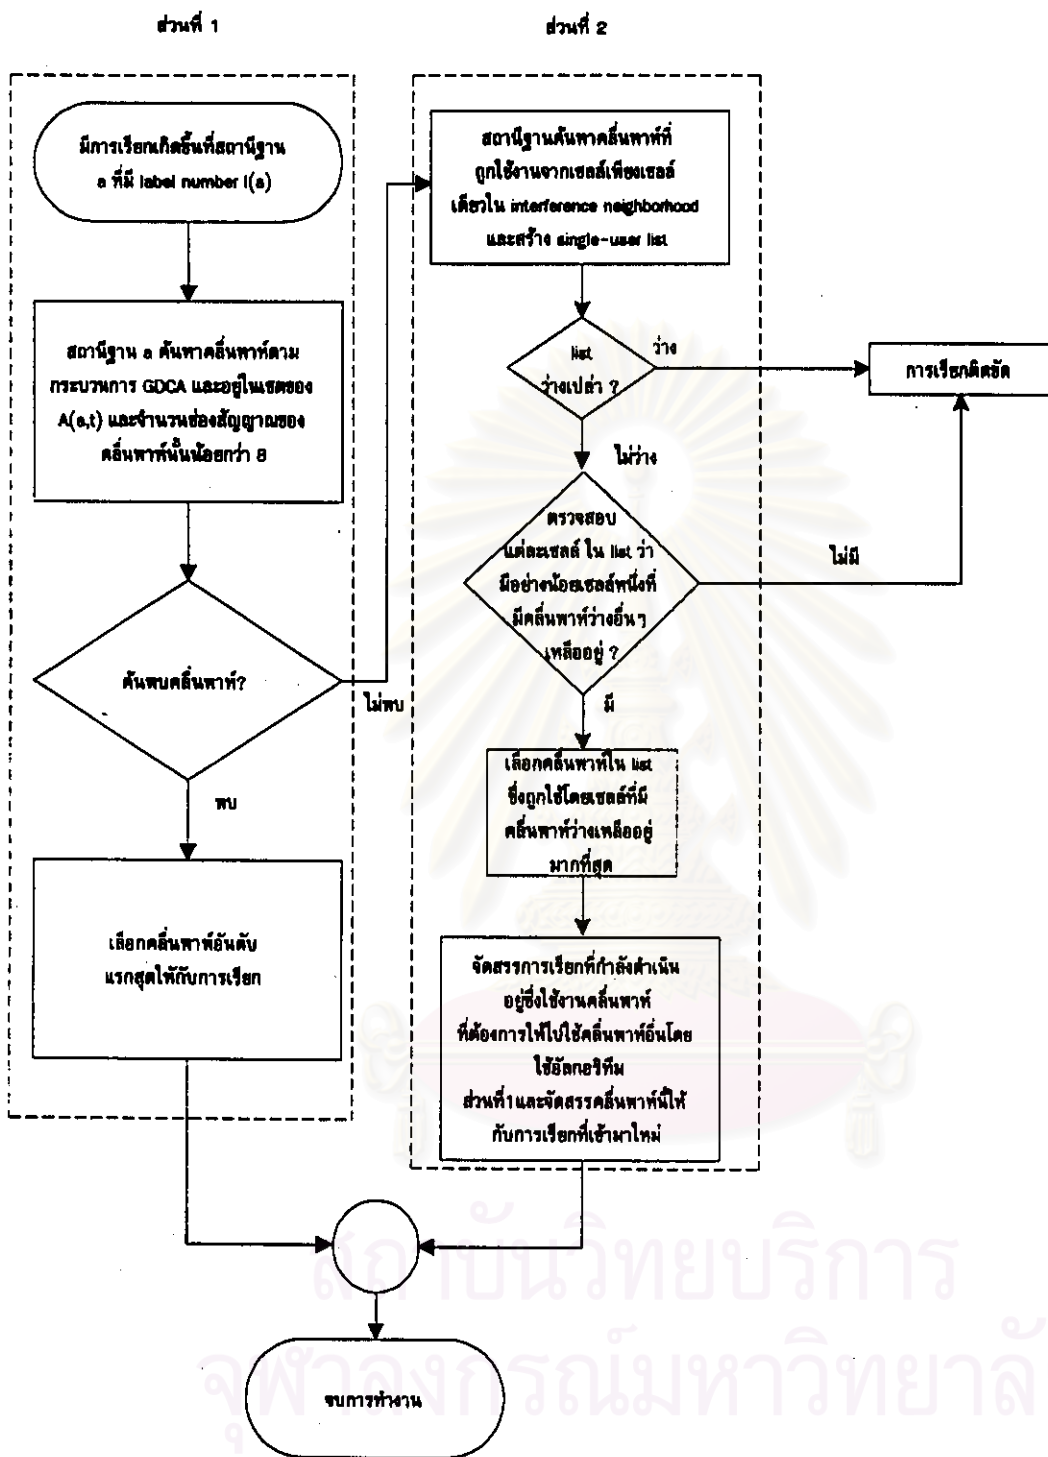 ส่วนที่ 1
มีการเรียกเกิดขึ้นที่สถานีฐาน
a ที่มี label number l(a)
สถานีฐาน a ค้นหาคลื่นพาห์ตาม
กระบวนการ GDCA และอยู่ในเซตของ
A(a,t) และจำนวนช่องสัญญาณของ
คลื่นพาห์นั้นน้อยกว่า 8
ค้นพบคลื่นพาห์?
ไม่พบ
พบ
เลือกคลื่นพาห์อันดับ
แรกสุดให้กับการเรียก
ส่วนที่ 2
สถานีฐานค้นหาคลื่นพาห์ที่
ถูกใช้งานจากเซลล์เพียงเซลล์
เดียวใน interference neighborhood
และสร้าง single-user list
list
ว่างเปล่า ?
ว่าง
การเรียกติดขัด
ไม่ว่าง
ตรวจสอบ
แต่ละเซลล์ ใน list ว่า
มีอย่างน้อยเซลล์หนึ่งที่
มีคลื่นพาห์ว่างอื่นๆ
เหลืออยู่ ?
ไม่มี
มี
เลือกคลื่นพาห์ใน list
ซึ่งถูกใช้โดยเซลล์ที่มี
คลื่นพาห์ว่างเหลืออยู่
มากที่สุด
จัดสรรการเรียกที่กำลังดำเนิน
อยู่ซึ่งใช้งานคลื่นพาห์
ที่ต้องการให้ไปใช้คลื่นพาห์อื่นโดย
ใช้อัลกอริทึม
ส่วนที่1และจัดสรรคลื่นพาห์นี้ให้
กับการเรียกที่เข้ามาใหม่
จบการทำงาน
สถาบันวิทยบริการ
จุฬาลงกรณ์มหาวิทยาลั